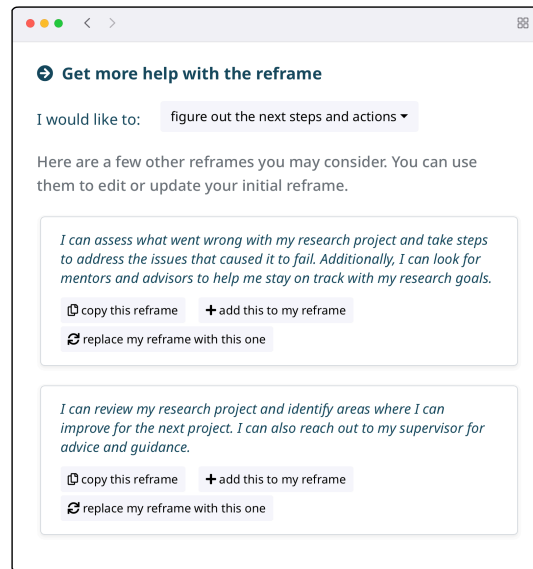 Get more help with the reframe
I would like to: figure out the next steps and actions
Here are a few other reframes you may consider. You can use
them to edit or update your initial reframe.
I can assess what went wrong with my research project and take steps
to address the issues that caused it to fail. Additionally, I can look for
mentors and advisors to help me stay on track with my research goals.
copy this reframe add this to my reframe
replace my reframe with this one
I can review my research project and identify areas where I can
improve for the next project. I can also reach out to my supervisor for
advice and guidance.
copy this reframe add this to my reframe
replace my reframe with this one